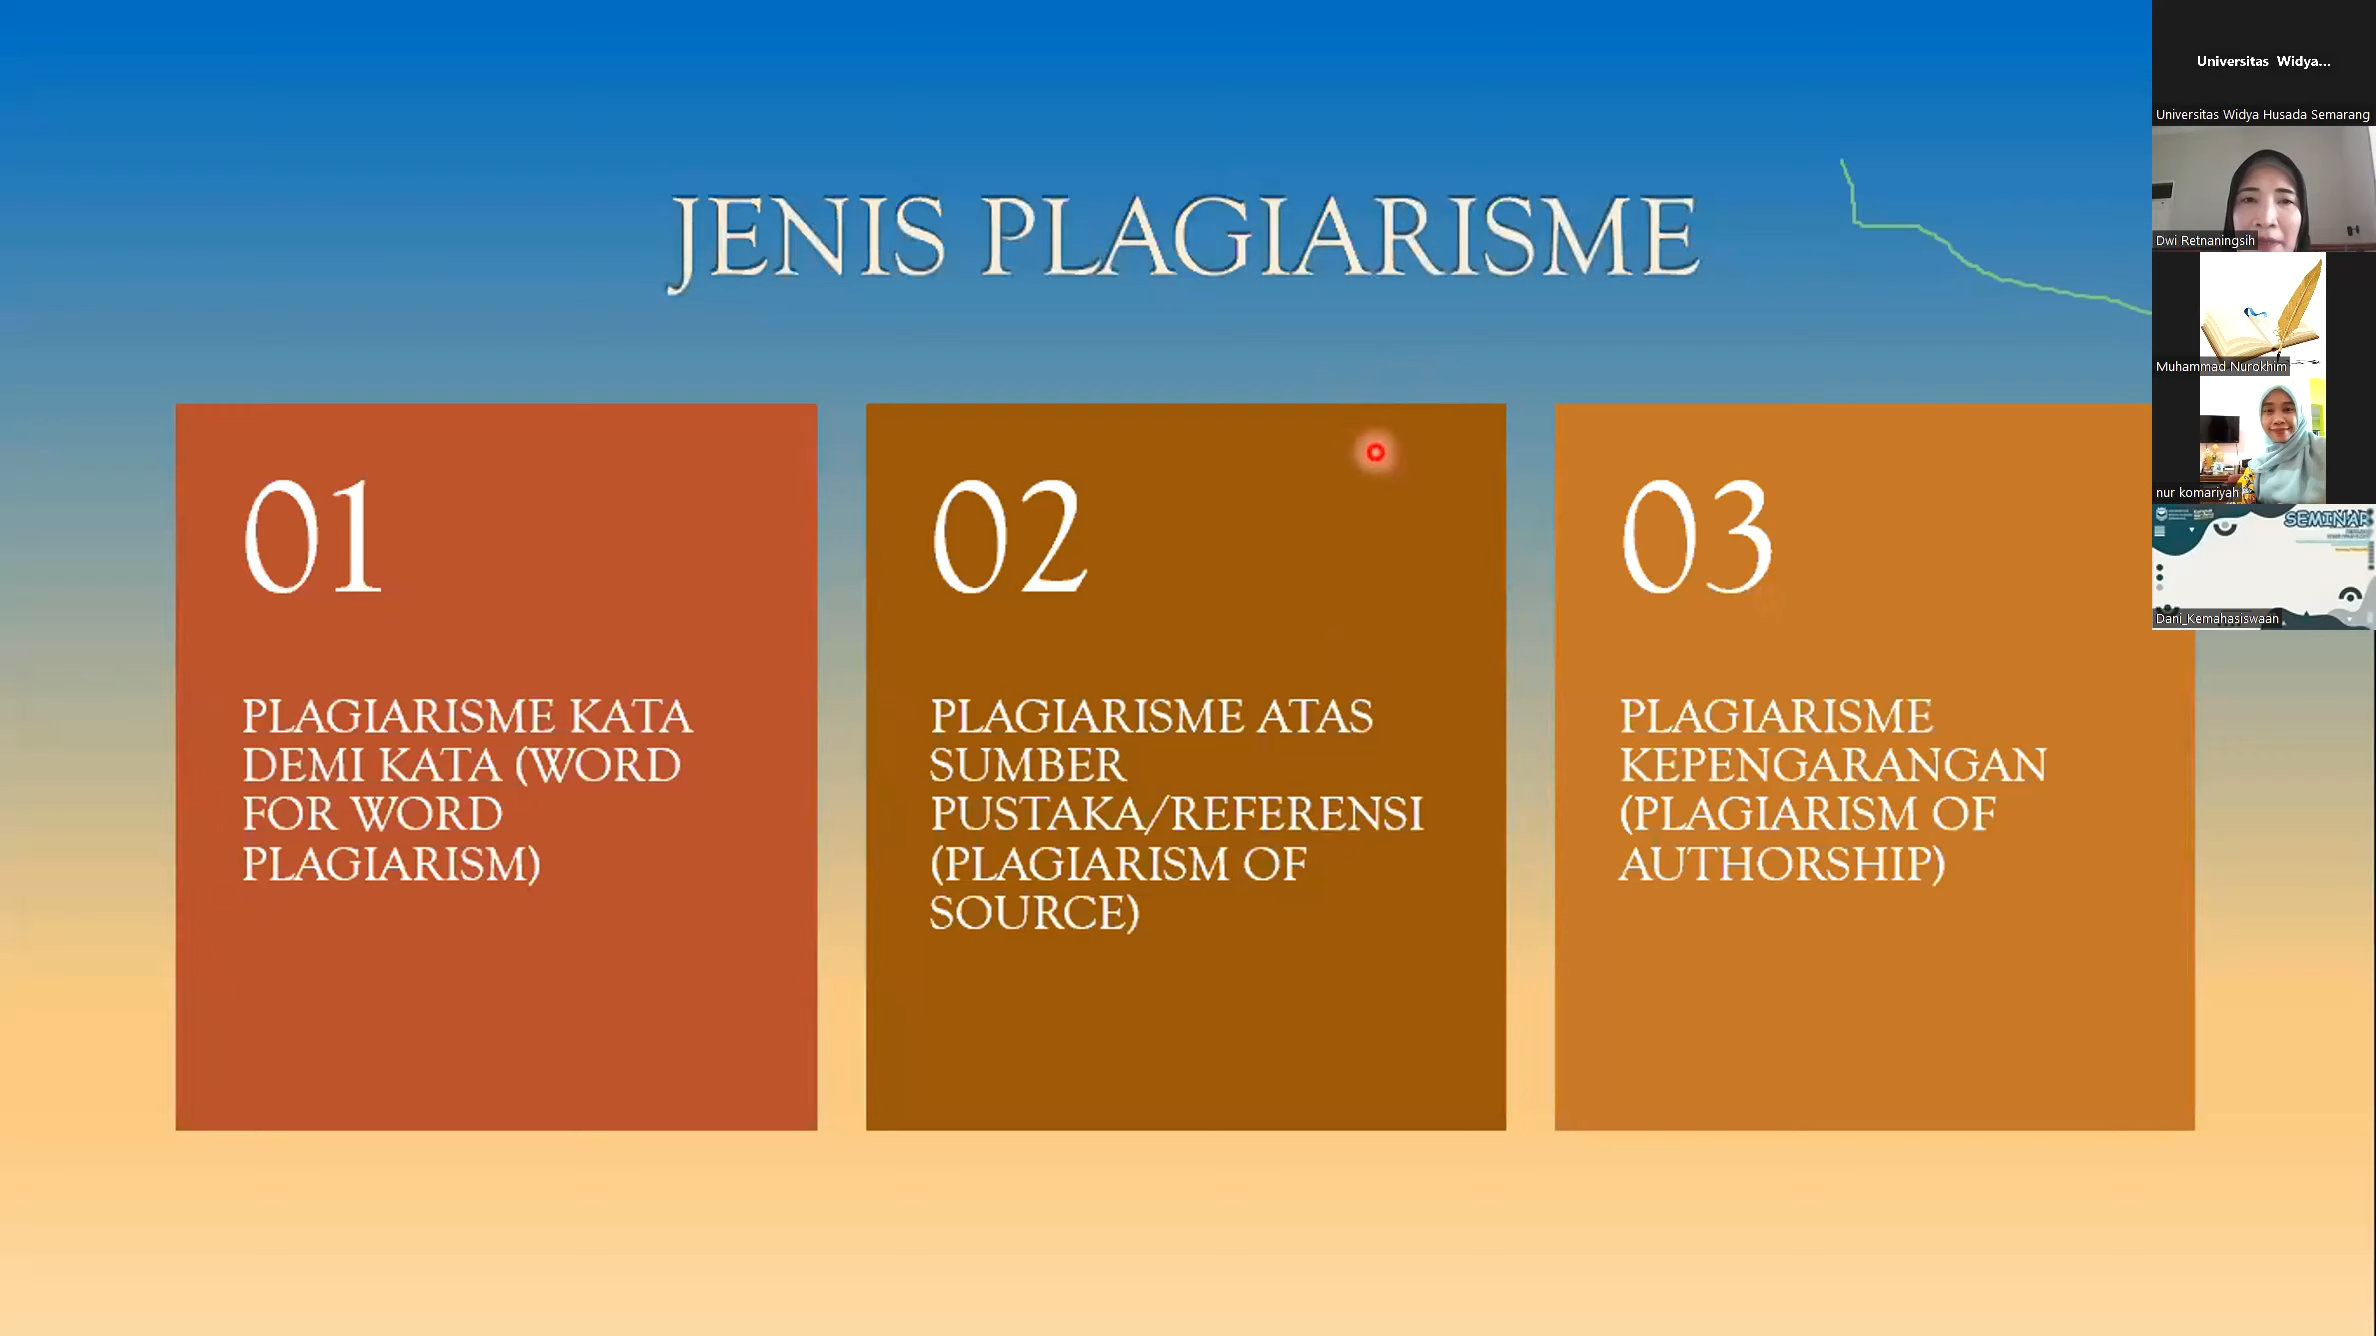 JENIS PLAGIARISME
01
PLAGIARISME KATA
DEMI KATA (WORD
FOR WORD
PLAGIARISM)
02
PLAGIARISME ATAS
SUMBER
PUSTAKA/REFERENSI
(PLAGIARISM OF
SOURCE)
03
PLAGIARISME
KEPENGARANGAN
(PLAGIARISM OF
AUTHORSHIP)
Universitas Widya...
Universitas Widya Husada Semarang
Dwi Retnaningsih
Muhammad Nurokhim
nur komariyah
SEMINAR
Dani_Kemahasiswaan